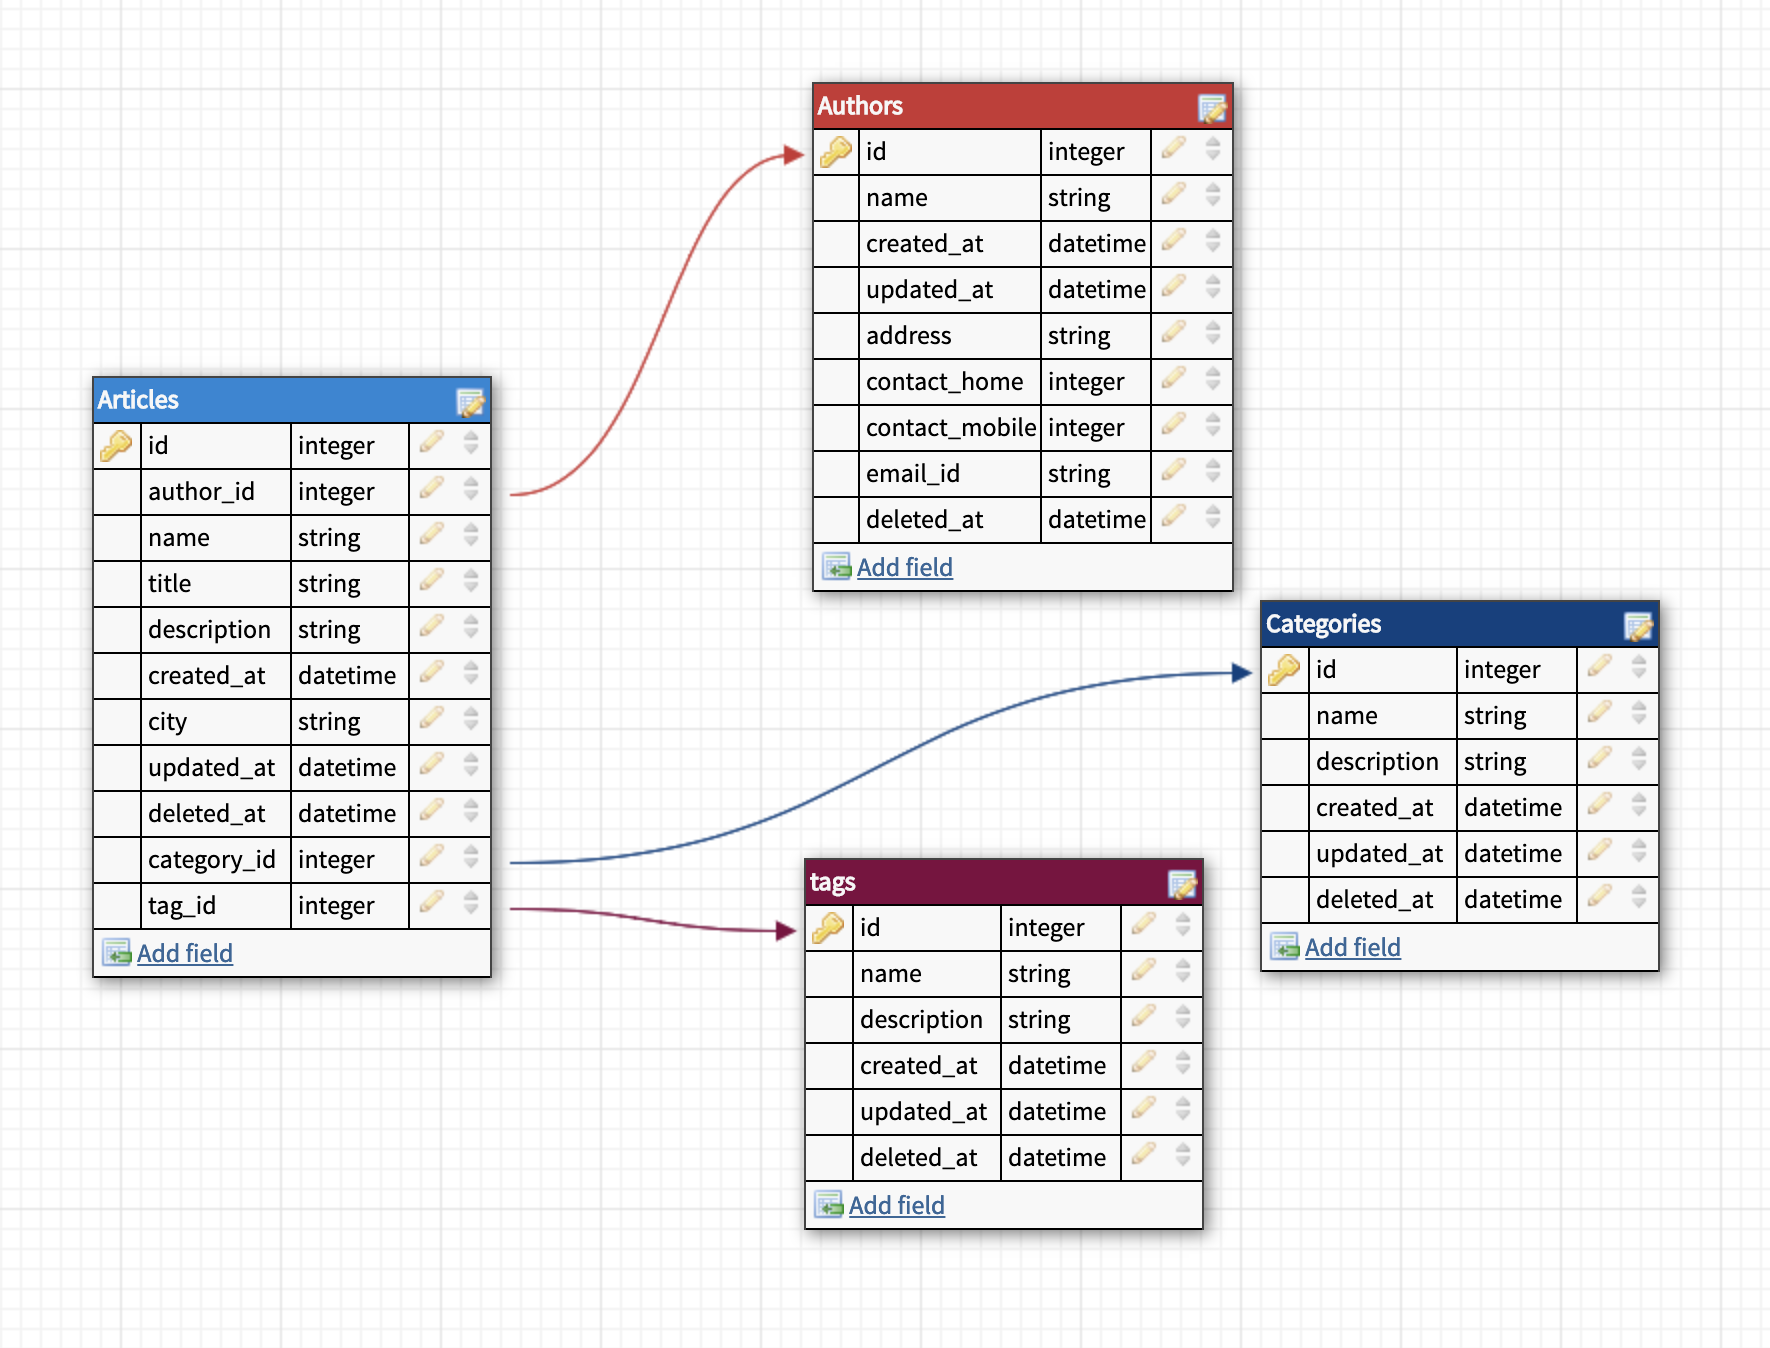 Authors
id integer
name string
created_at datetime
updated_at datetime
address string
contact_home integer
contact_mobile integer
email_id string
deleted_at datetime
Add field
Articles
id integer
author_id integer
name string
title string
description string
created_at datetime
city string
updated_at datetime
deleted_at datetime
category_id integer
tag_id integer
Add field
Categories
id integer
name string
description string
created_at datetime
updated_at datetime
deleted_at datetime
Add field
tags
id integer
name string
description string
created_at datetime
updated_at datetime
deleted_at datetime
Add field